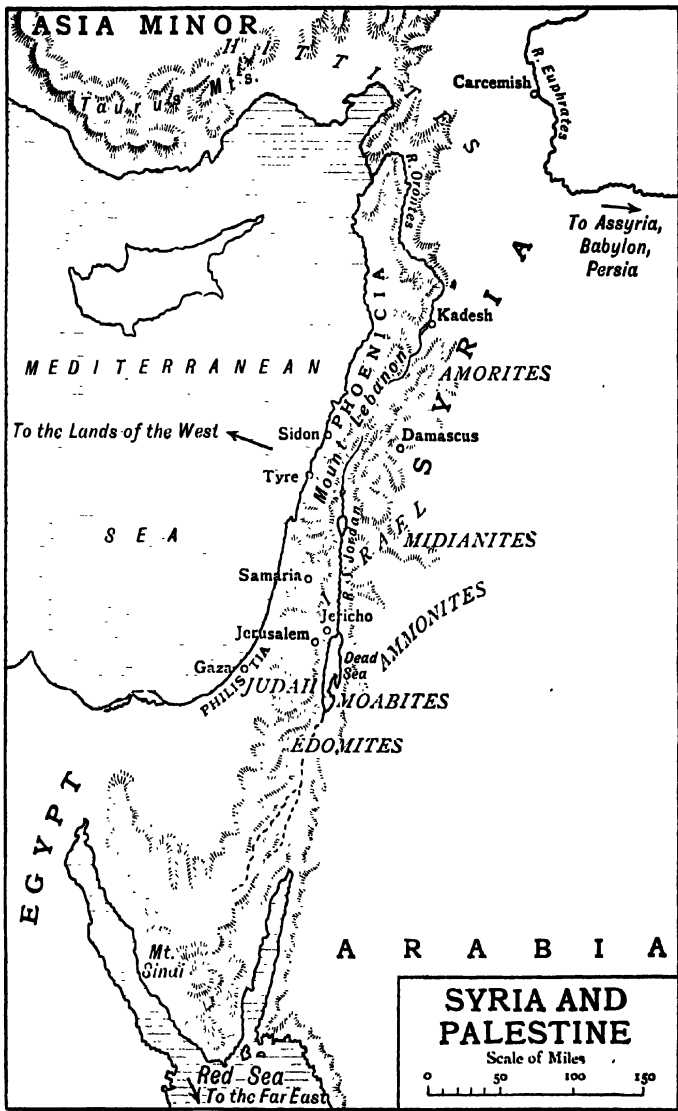 ASIA MINOR
HITTITES
Taurus Mts.
Carcemish
R. Euphrates
R. Orontes
To Assyria,
Babylon,
Persia
SYRIA
PHOENICIA
Kadesh
MEDITERRANEAN
Mount Lebanon
AMORITES
To the Lands of the West
Sidon
Damascus
Tyre
SEA
R. Jordan
ISRAEL
MIDIANITES
Samaria
Jericho
Jerusalem
AMMONITES
Dead
Sea
Gaza
PHILISTIA
JUDAH
MOABITES
EDOMITES
EGYPT
Mt.
Sinai
ARABIA
SYRIA AND
PALESTINE
Scale of Miles
0 50 100 150
Red Sea
To the Far East